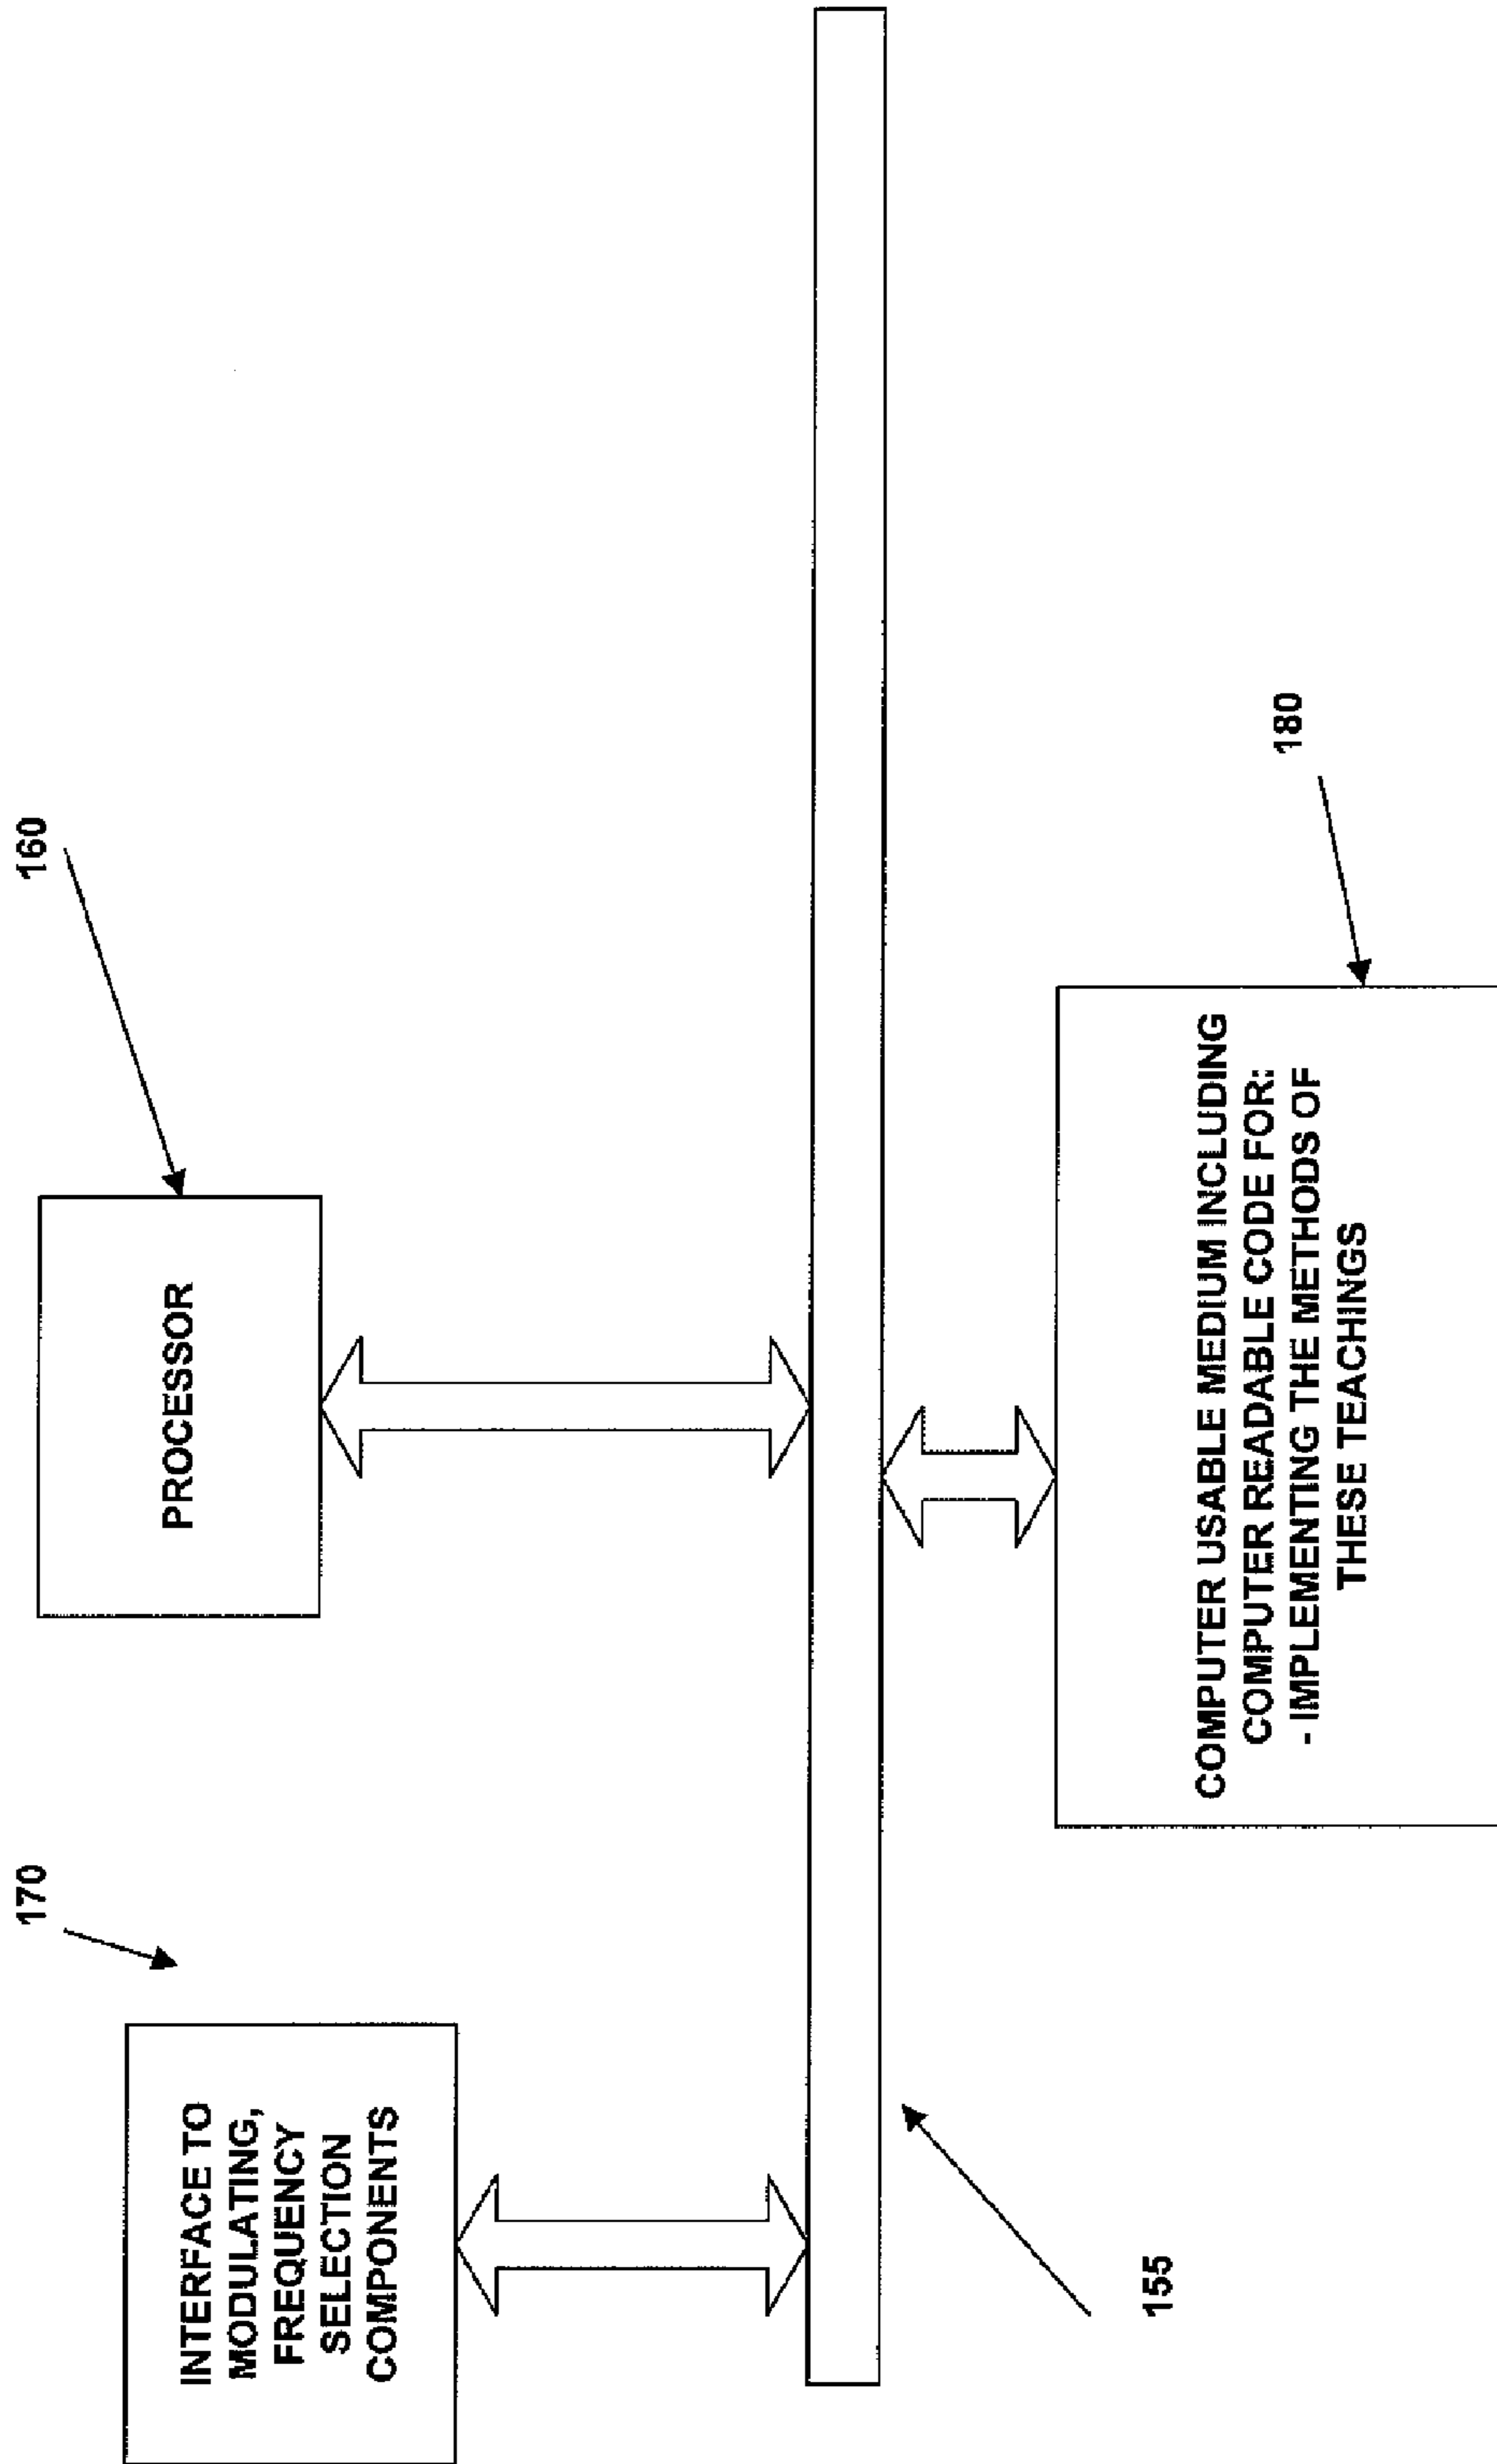 170
160
INTERFACE TO
MODULATING,
FREQUENCY
SELECTION
COMPONENTS
PROCESSOR
155
180
COMPUTER USABLE MEDIUM INCLUDING
COMPUTER READABLE CODE FOR:
- IMPLEMENTING THE METHODS OF
THESE TEACHINGS